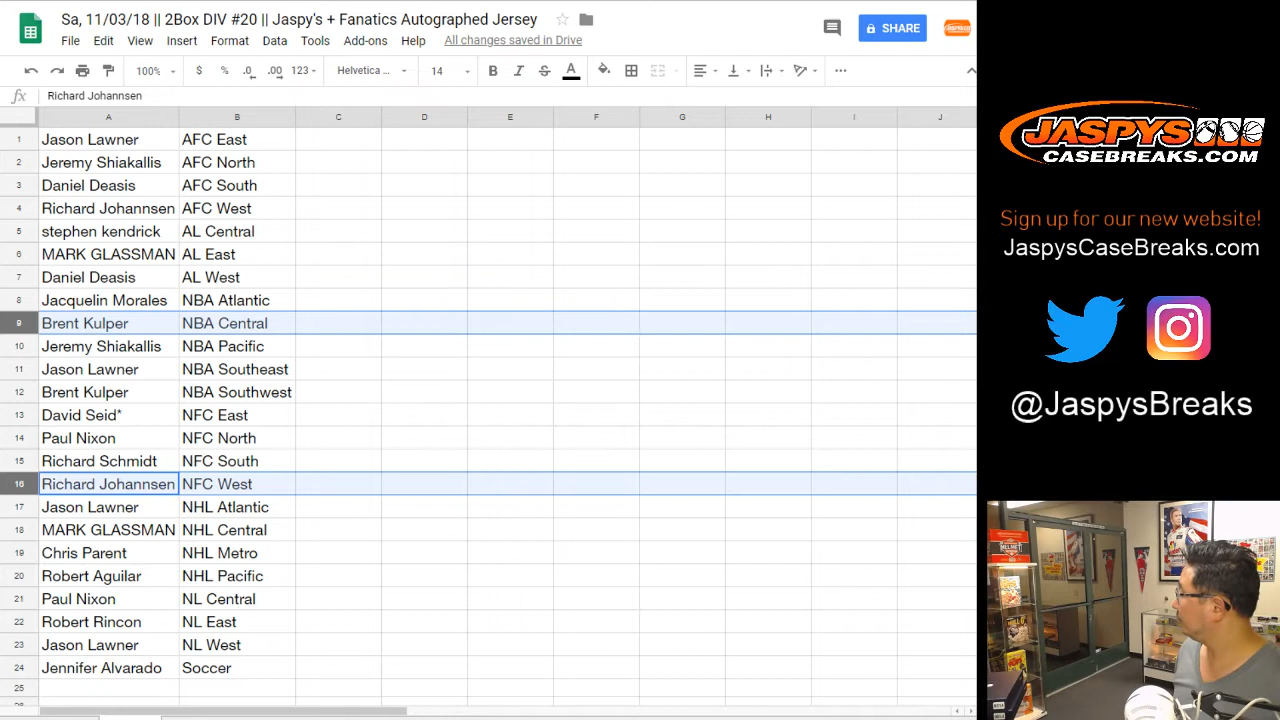 Sa, 11/03/18 || 2Box DIV #20 || Jaspy's + Fanatics Autographed Jersey
File Edit View Insert Format Data Tools Add-ons Help All changes saved in Drive
SHARE
100% $ % .0 .00 123 Helvetica ... 14 B I S A
fx Richard Johannsen
A B C D E F G H I J
1 Jason Lawner AFC East
2 Jeremy Shiakallis AFC North
3 Daniel Deasis AFC South
4 Richard Johannsen AFC West
5 stephen kendrick AL Central
6 MARK GLASSMAN AL East
7 Daniel Deasis AL West
8 Jacquelin Morales NBA Atlantic
9 Brent Kulper NBA Central
10 Jeremy Shiakallis NBA Pacific
11 Jason Lawner NBA Southeast
12 Brent Kulper NBA Southwest
13 David Seid* NFC East
14 Paul Nixon NFC North
15 Richard Schmidt NFC South
16 Richard Johannsen NFC West
17 Jason Lawner NHL Atlantic
18 MARK GLASSMAN NHL Central
19 Chris Parent NHL Metro
20 Robert Aguilar NHL Pacific
21 Paul Nixon NL Central
22 Robert Rincon NL East
23 Jason Lawner NL West
24 Jennifer Alvarado Soccer
25
JASPYS
CASEBREAKS.COM
Sign up for our new website!
JaspysCaseBreaks.com
@JaspysBreaks